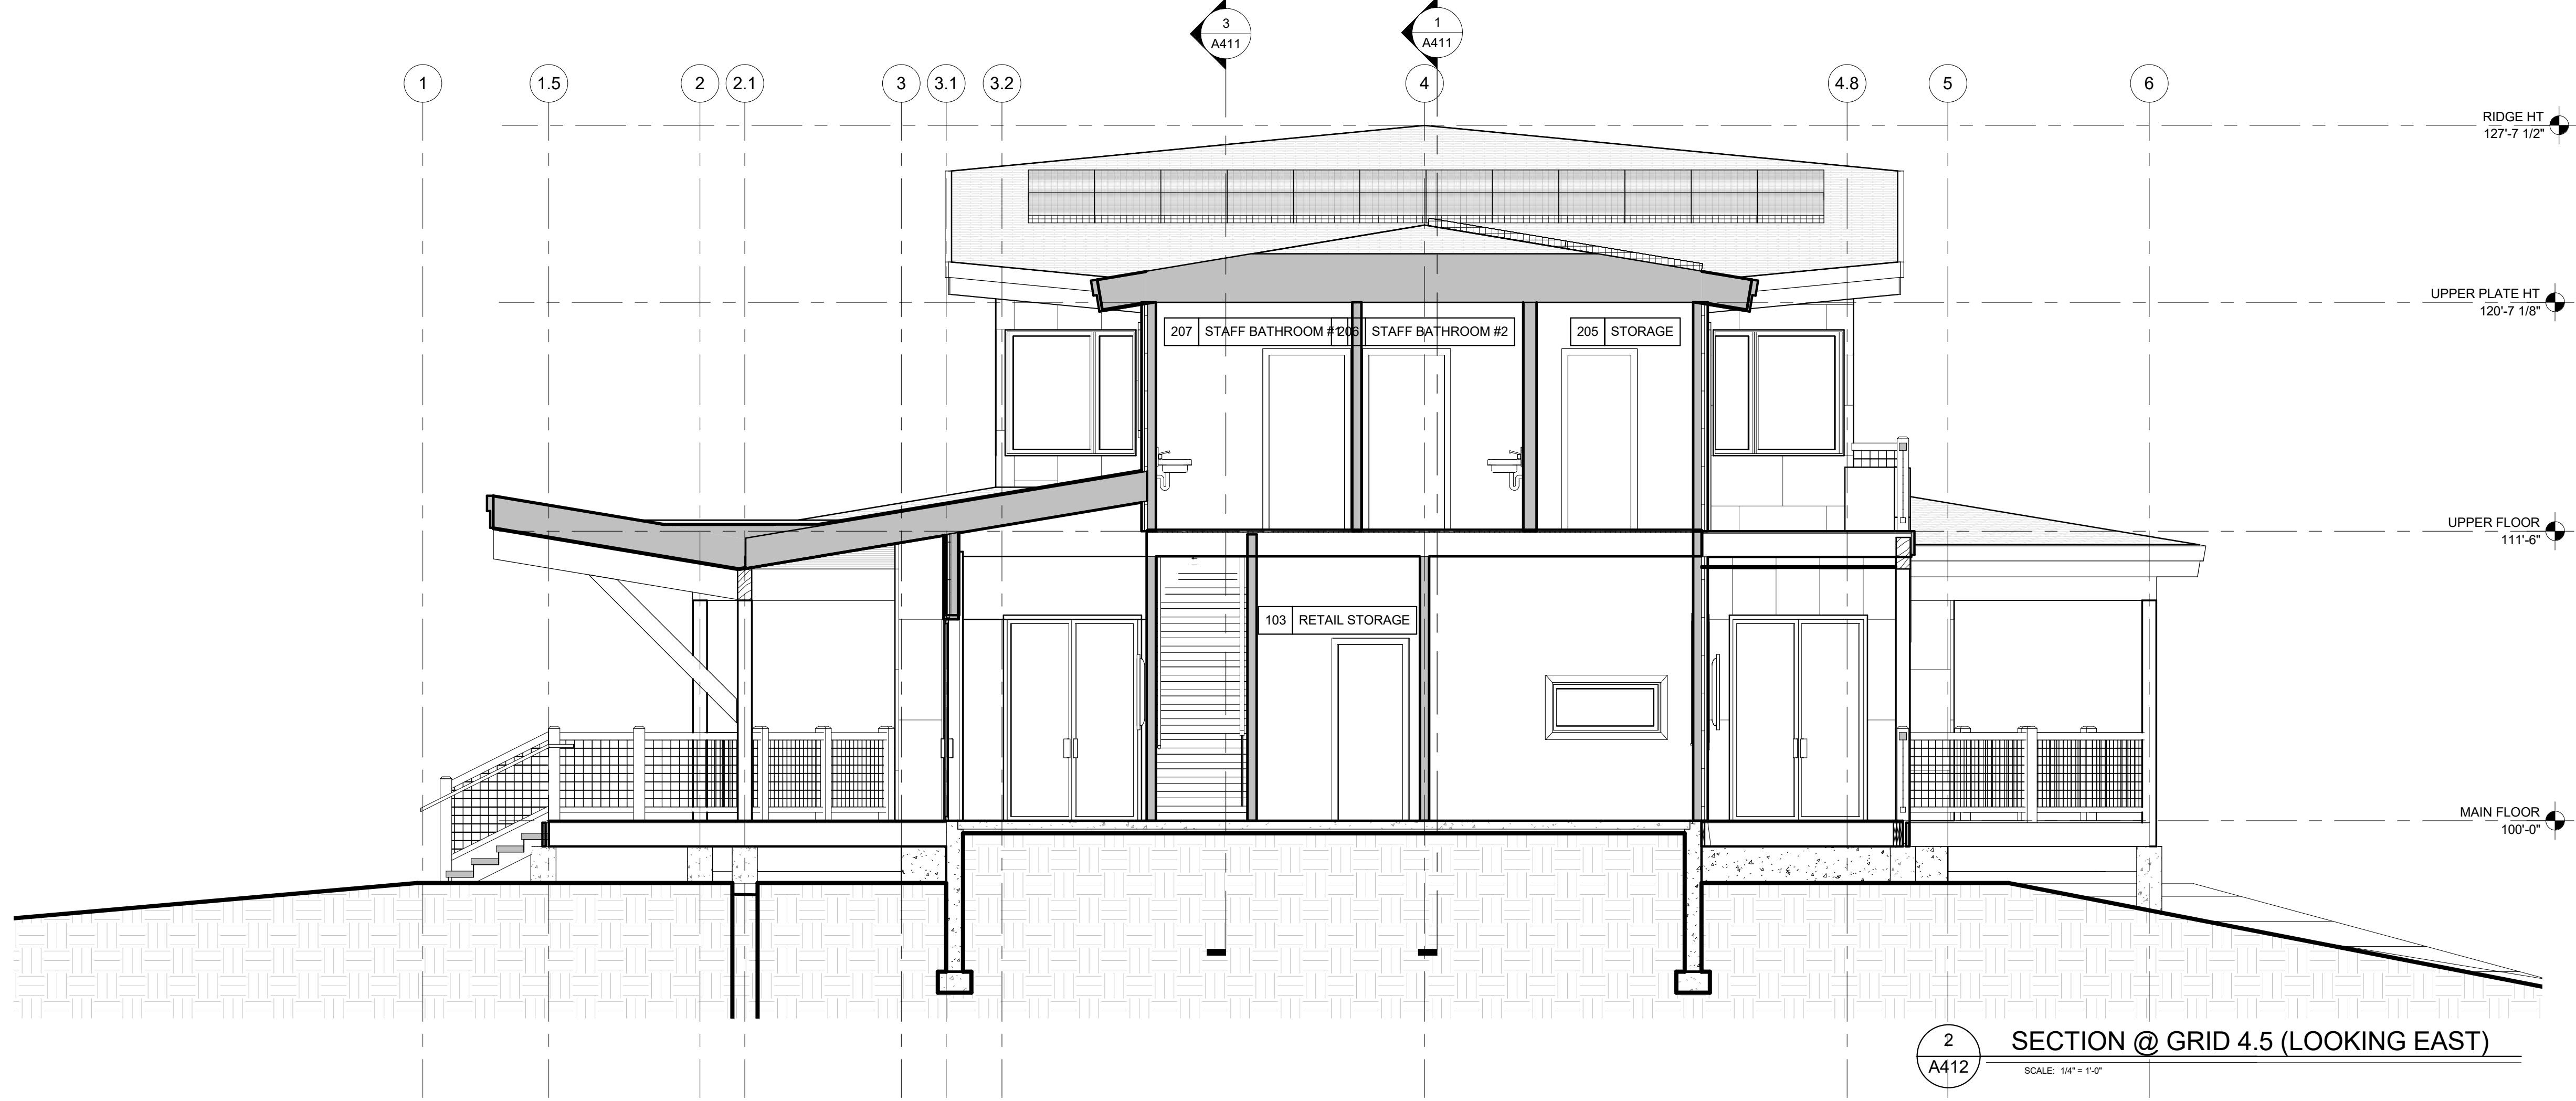 3
A411
1
A411
1
1.5
2
2.1
3
3.1
3.2
4
4.8
5
6
RIDGE HT
127'-7 1/2"
UPPER PLATE HT
120'-7 1/8"
207 STAFF BATHROOM #1
206 STAFF BATHROOM #2
205 STORAGE
UPPER FLOOR
111'-6"
103 RETAIL STORAGE
MAIN FLOOR
100'-0"
2
A412
SECTION @ GRID 4.5 (LOOKING EAST)
SCALE: 1/4" = 1'-0"